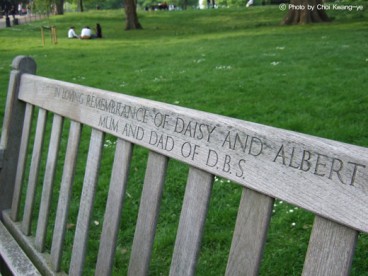 © Photo by Choi Kwang-ye
IN LOVING REMEMBRANCE OF DAISY AND ALBERT
MUM AND DAD OF D.B.S.